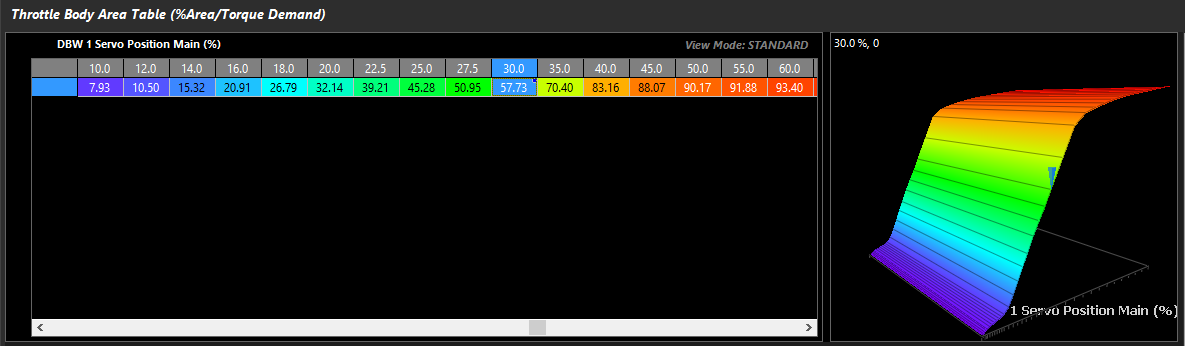 Throttle Body Area Table (%Area/Torque Demand)
DBW 1 Servo Position Main (%)
View Mode: STANDARD
10.0 12.0 14.0 16.0 18.0 20.0 22.5 25.0 27.5 30.0 35.0 40.0 45.0 50.0 55.0 60.0
7.93 10.50 15.32 20.91 26.79 32.14 39.21 45.28 50.95 57.73 70.40 83.16 88.07 90.17 91.88 93.40
30.0 %, 0
1 Servo Position Main (%)